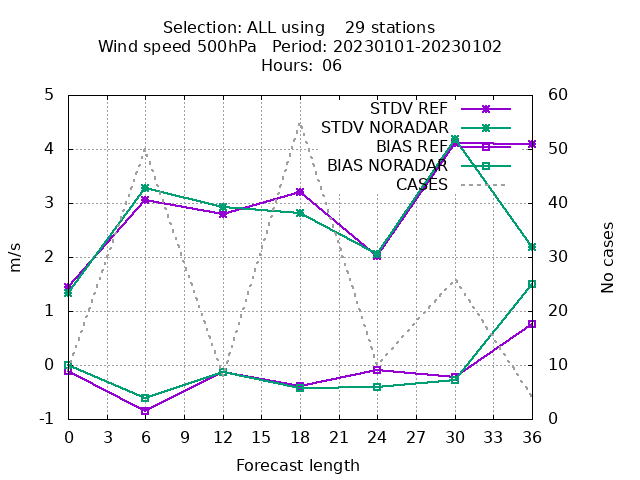 Selection: ALL using    29 stations
Wind speed 500hPa   Period: 20230101-20230102
Hours: 06
5
4
3
2
1
0
-1
m/s
STDV REF
STDV NORADAR
BIAS REF
BIAS NORADAR
CASES
60
50
40
30
20
10
0
No cases
0 3 6 9 12 15 18 21 24 27 30 33 36
Forecast length